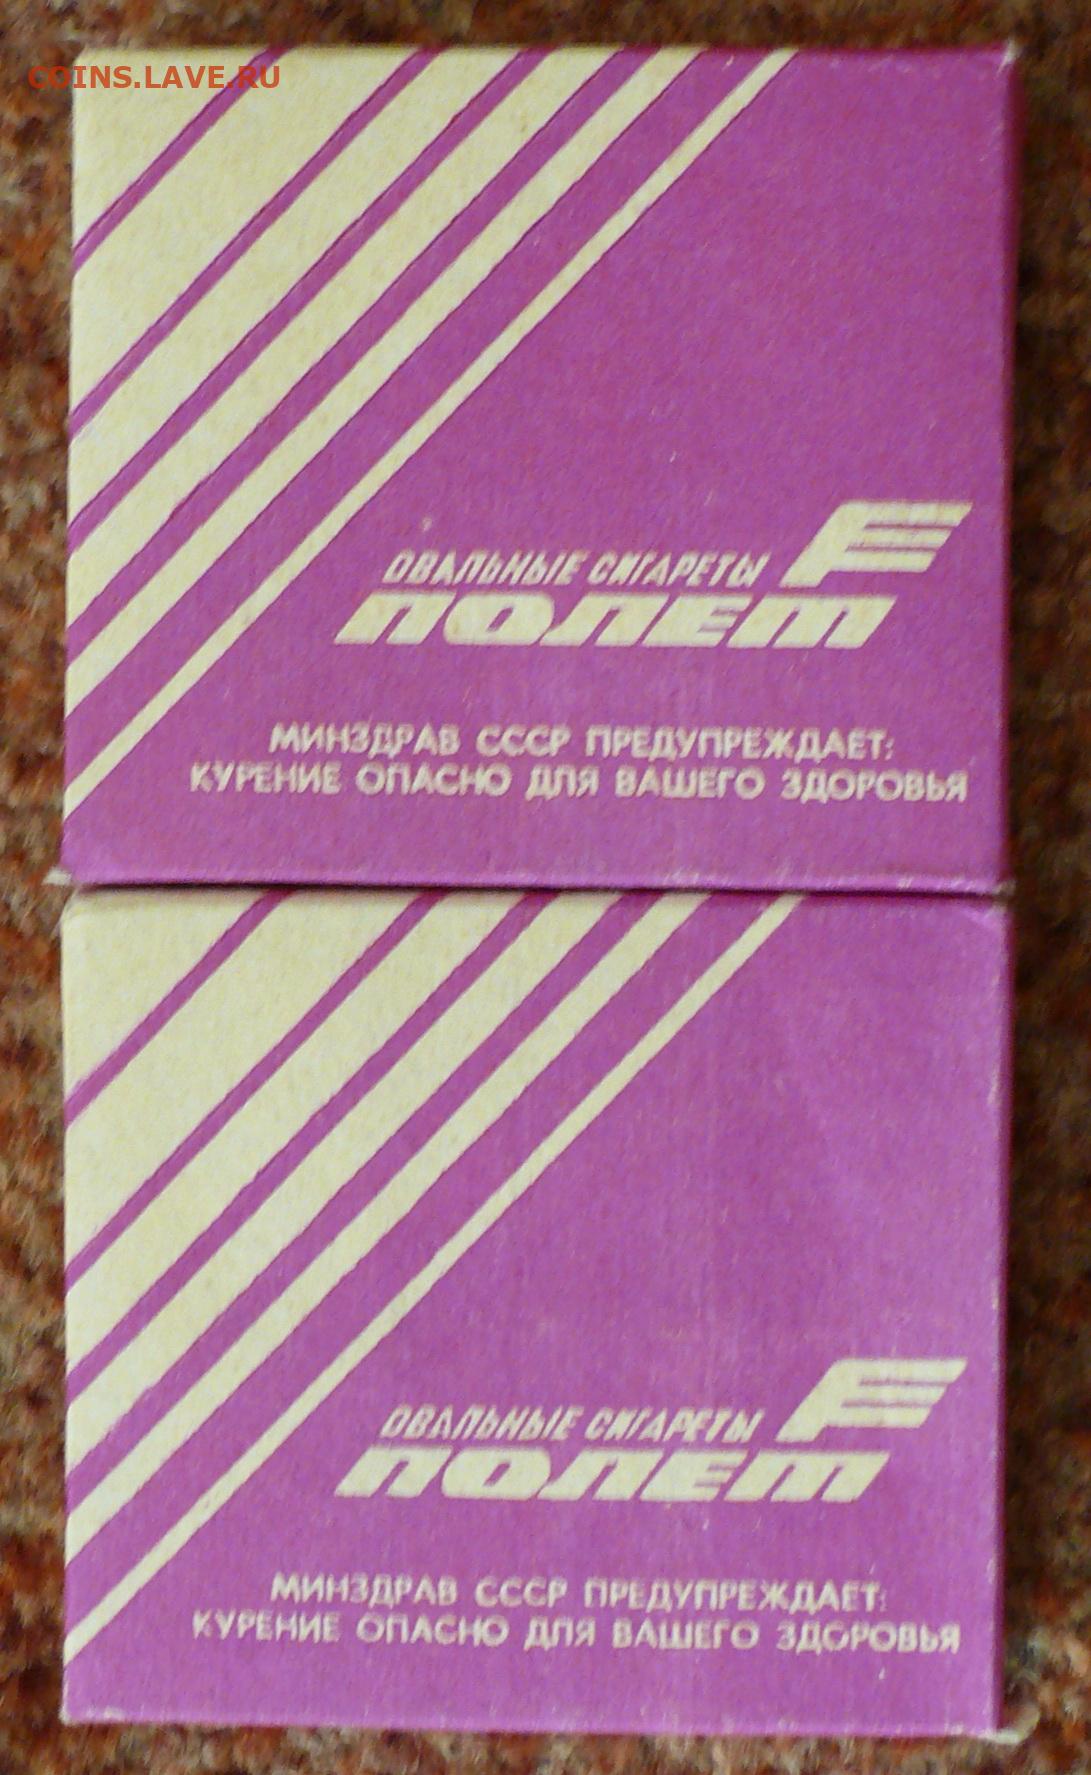 COINS.LAVE.RU
ОВАЛЬНЫЕ СИГАРЕТЫ
ПОЛЕТ
МИНЗДРАВ СССР ПРЕДУПРЕЖДАЕТ:
КУРЕНИЕ ОПАСНО ДЛЯ ВАШЕГО ЗДОРОВЬЯ
ОВАЛЬНЫЕ СИГАРЕТЫ
ПОЛЕТ
МИНЗДРАВ СССР ПРЕДУПРЕЖДАЕТ:
КУРЕНИЕ ОПАСНО ДЛЯ ВАШЕГО ЗДОРОВЬЯ